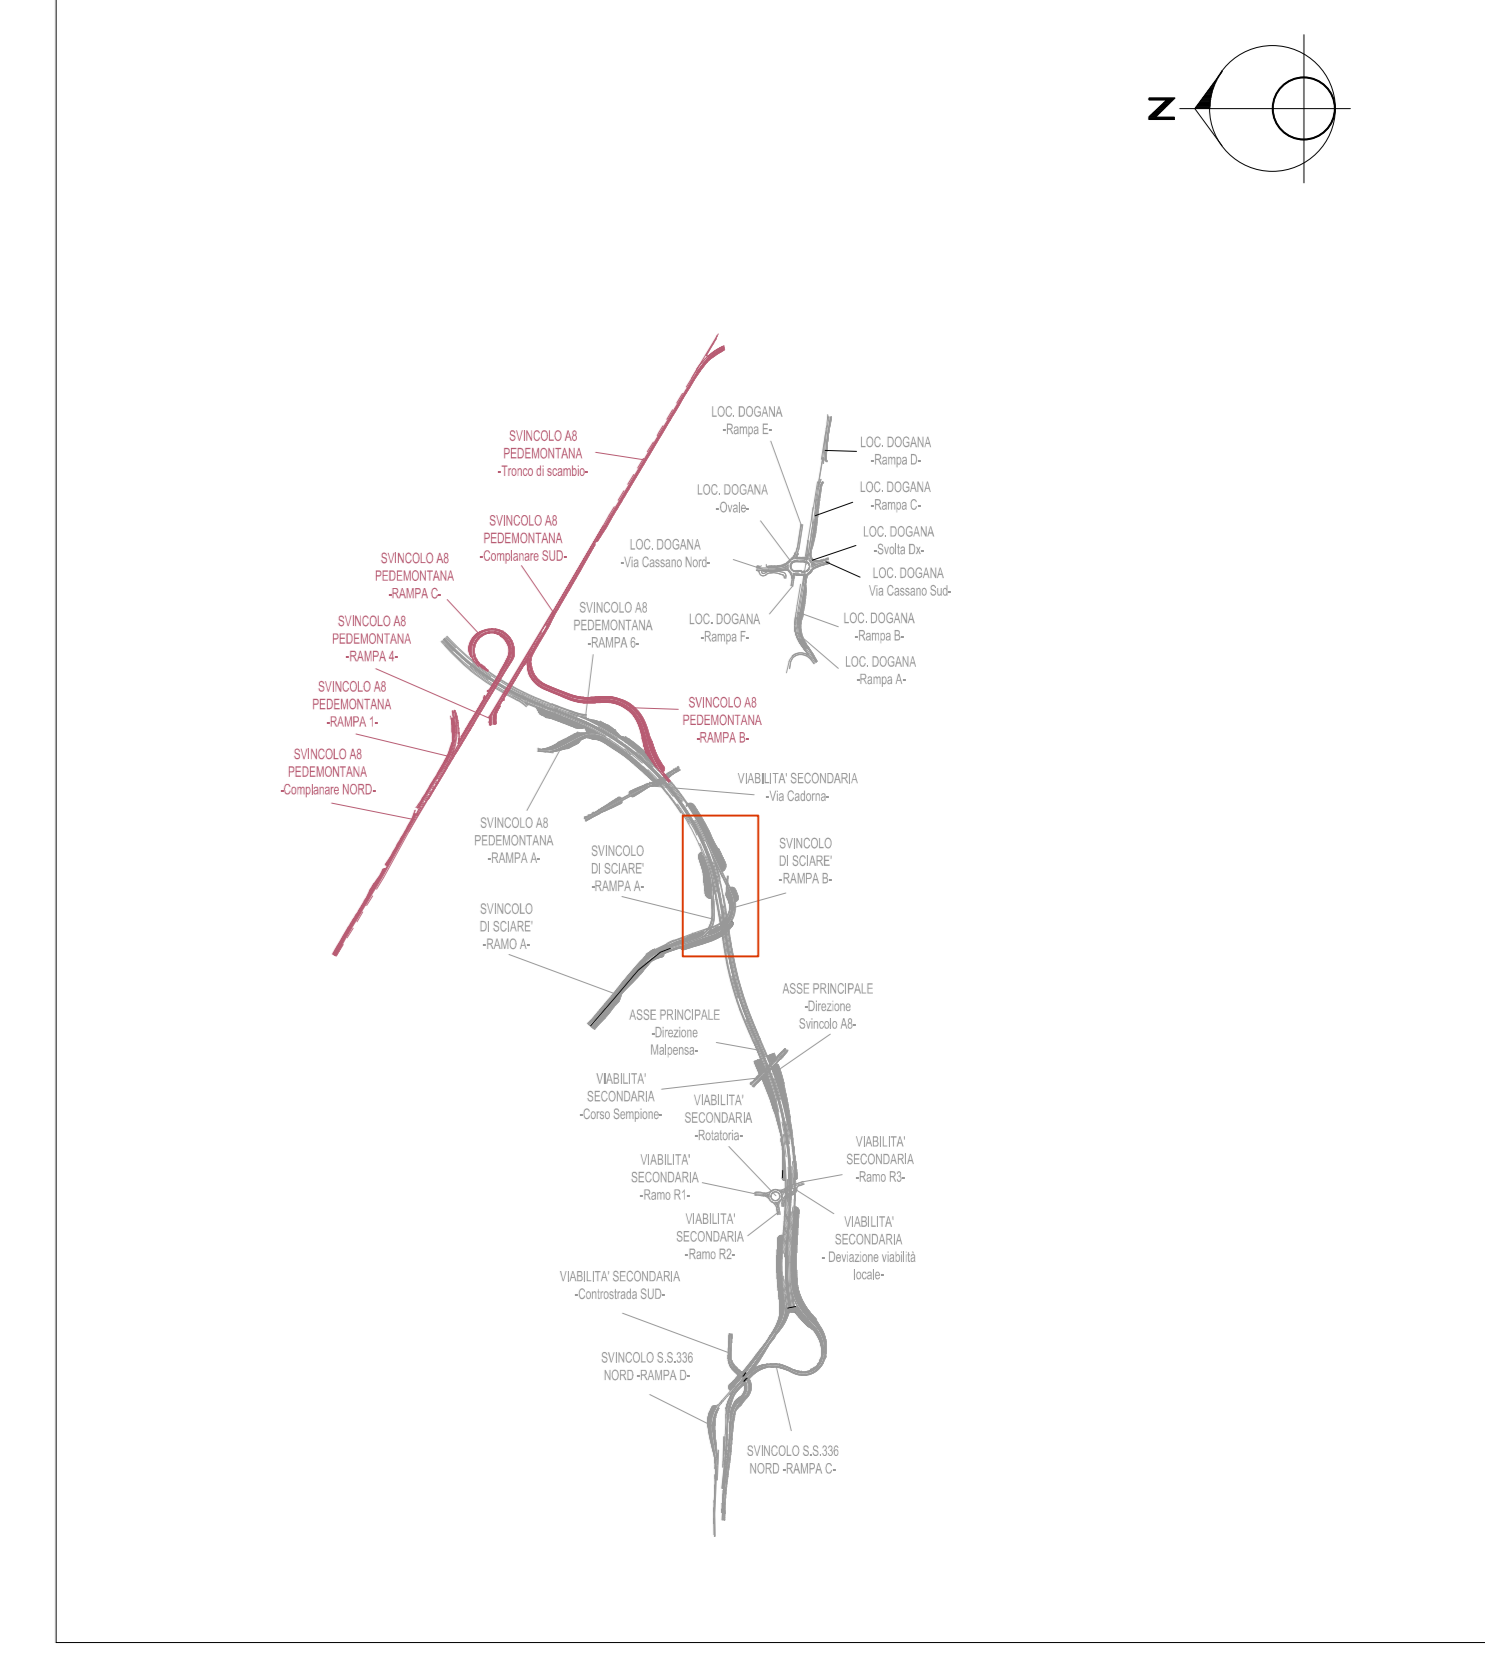 N
LOC. DOGANA
-Rampa E-
SVINCOLO A8
PEDEMONTANA
-Tronco di scambio-
LOC. DOGANA
-Rampa D-
LOC. DOGANA
-Ovale-
LOC. DOGANA
-Rampa C-
SVINCOLO A8
PEDEMONTANA
-Complanare SUD-
LOC. DOGANA
-Svolta Dx-
LOC. DOGANA
-Via Cassano Nord-
SVINCOLO A8
PEDEMONTANA
-RAMPA C-
LOC. DOGANA
Via Cassano Sud-
SVINCOLO A8
PEDEMONTANA
-RAMPA 6-
LOC. DOGANA
-Rampa F-
LOC. DOGANA
-Rampa B-
SVINCOLO A8
PEDEMONTANA
-RAMPA 4-
LOC. DOGANA
-Rampa A-
SVINCOLO A8
PEDEMONTANA
-RAMPA 1-
SVINCOLO A8
PEDEMONTANA
-RAMPA B-
SVINCOLO A8
PEDEMONTANA
-Complanare NORD-
VIABILITA' SECONDARIA
-Via Cadorna-
SVINCOLO A8
PEDEMONTANA
-RAMPA A-
SVINCOLO
DI SCIARE'
-RAMPA A-
SVINCOLO
DI SCIARE'
-RAMPA B-
SVINCOLO
DI SCIARE'
-RAMO A-
ASSE PRINCIPALE
-Direzione
Svincolo A8-
ASSE PRINCIPALE
-Direzione
Malpensa-
VIABILITA'
SECONDARIA
-Corso Sempione-
VIABILITA'
SECONDARIA
-Rotatoria-
VIABILITA'
SECONDARIA
-Ramo R3-
VIABILITA'
SECONDARIA
-Ramo R1-
VIABILITA'
SECONDARIA
-Ramo R2-
VIABILITA'
SECONDARIA
- Deviazione viabilità
locale-
VIABILITA' SECONDARIA
-Controstrada SUD-
SVINCOLO S.S.336
NORD -RAMPA D-
SVINCOLO S.S.336
NORD -RAMPA C-